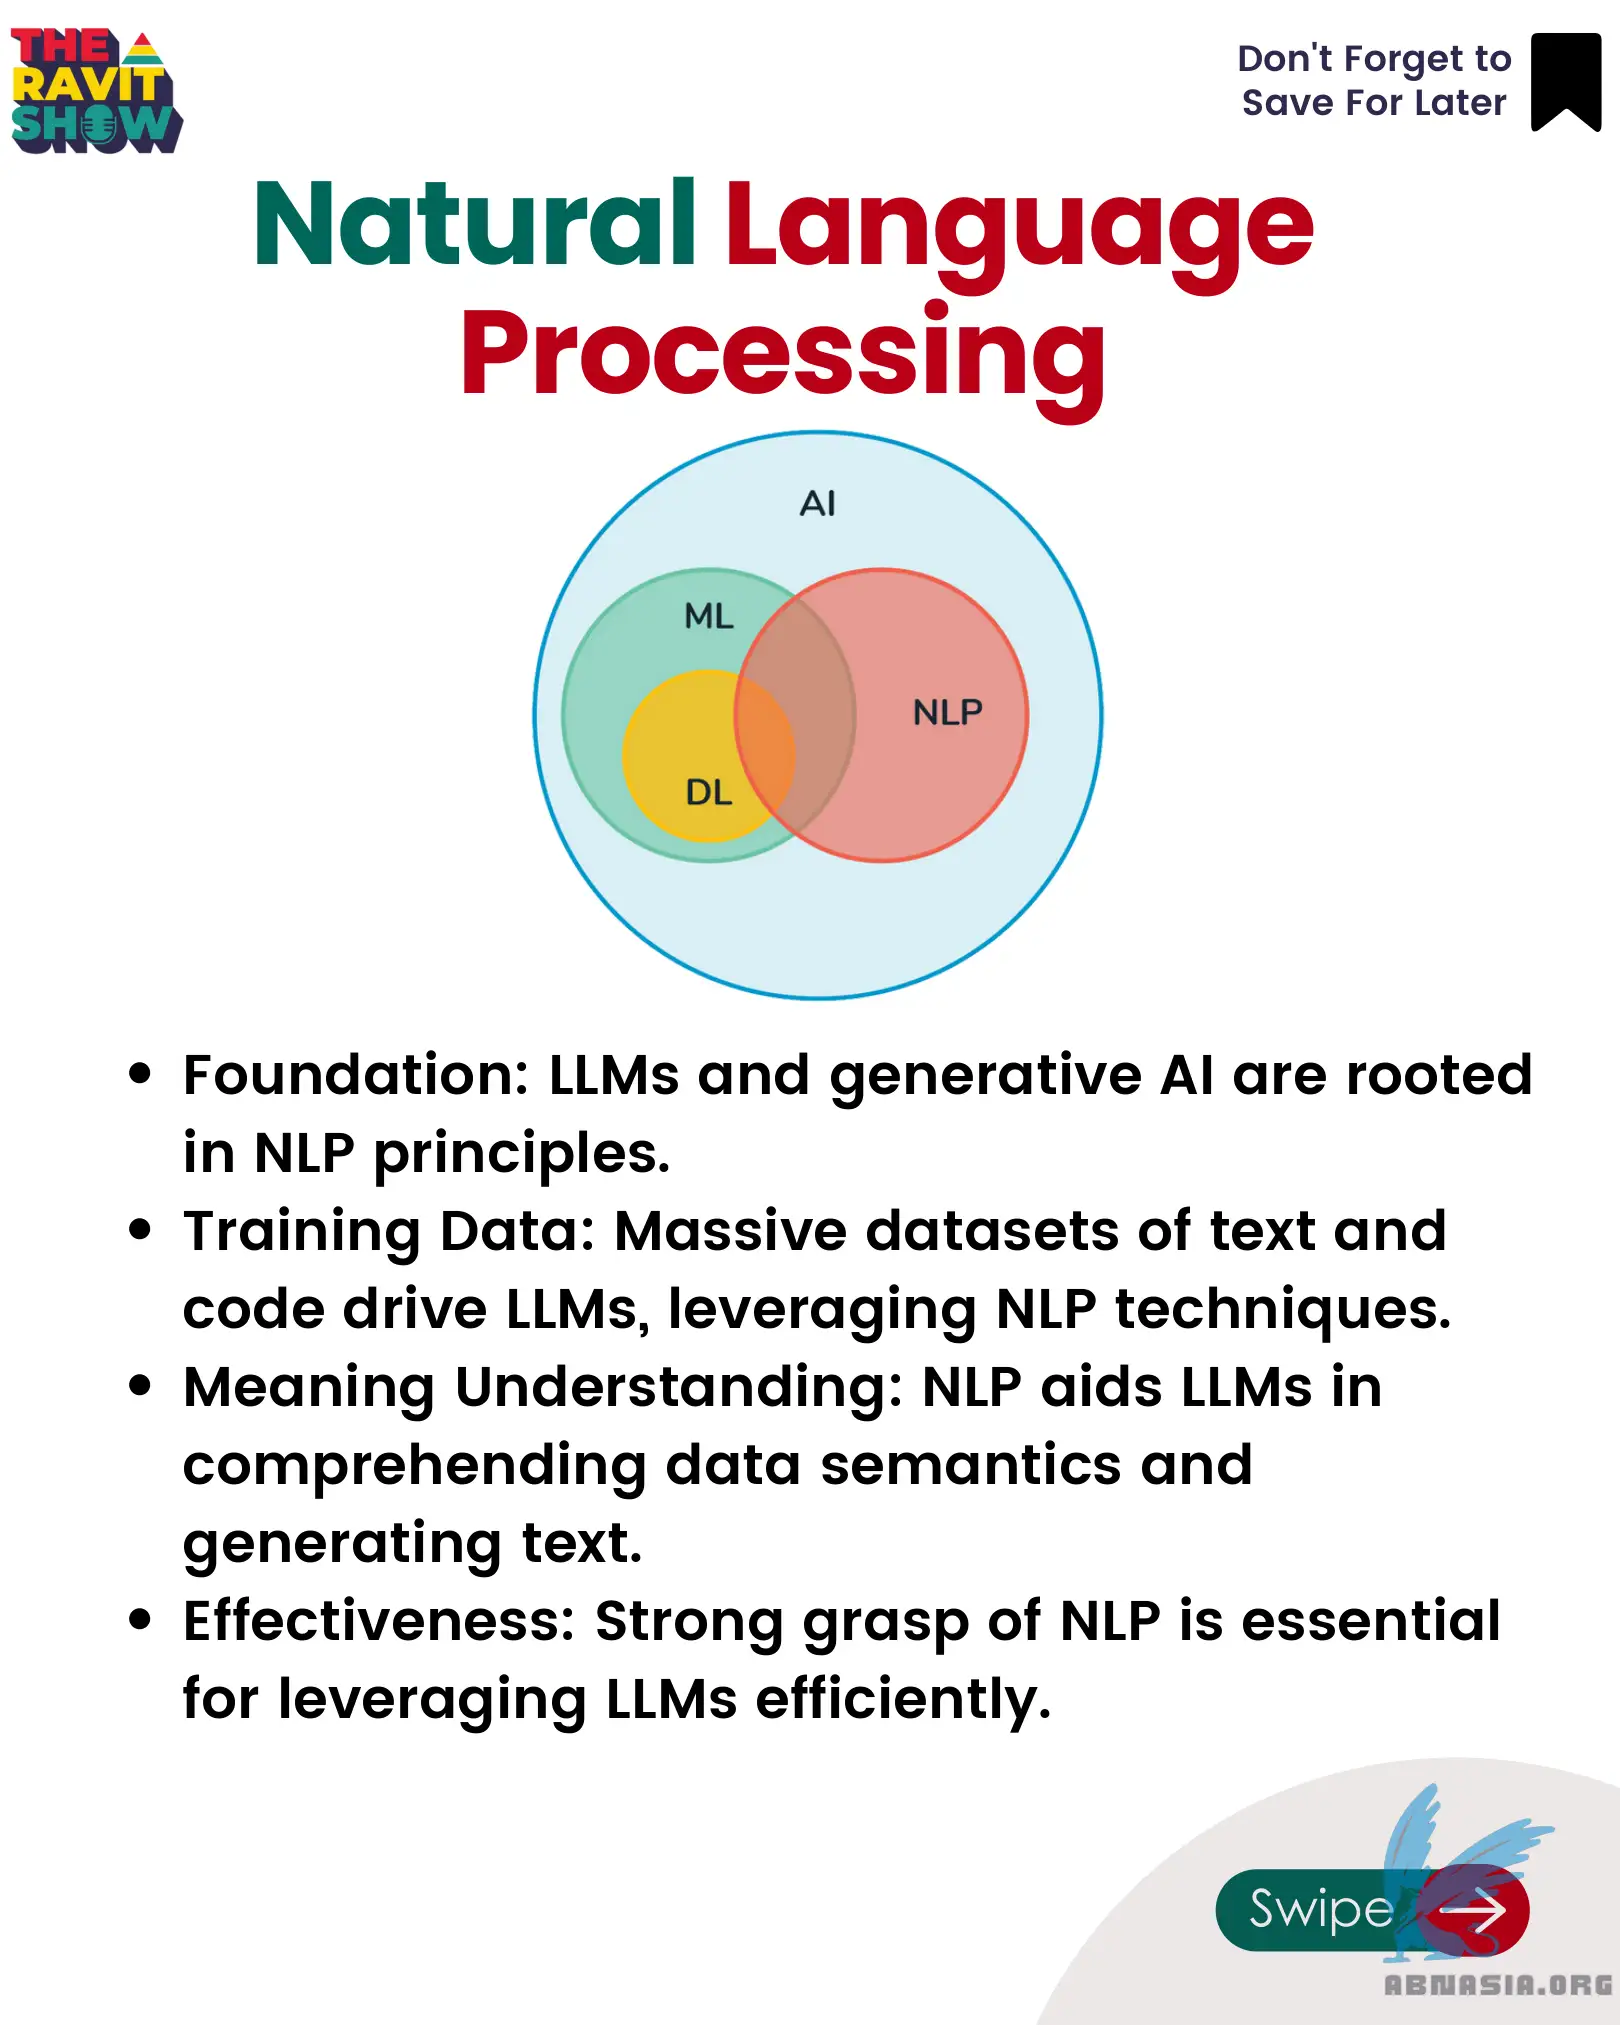 THE
RAVIT
SHOW
Don't Forget to
Save For Later
Natural Language
Processing
AI
ML
NLP
DL
• Foundation: LLMs and generative AI are rooted
in NLP principles.
• Training Data: Massive datasets of text and
code drive LLMs, leveraging NLP techniques.
• Meaning Understanding: NLP aids LLMs in
comprehending data semantics and
generating text.
• Effectiveness: Strong grasp of NLP is essential
for leveraging LLMs efficiently.
Swipe
ABNASIA.ORG